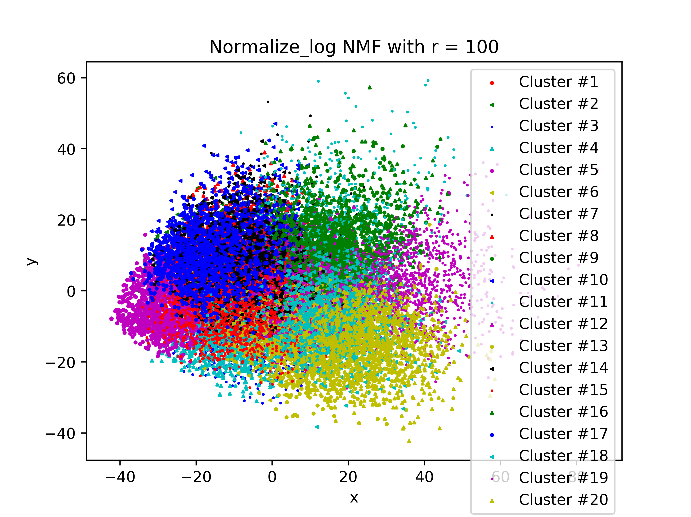 Normalize_log NMF with r = 100
60
40
20
0
−20
−40
y
−40
−20
0
20
40
60
80
x
Cluster #1
Cluster #2
Cluster #3
Cluster #4
Cluster #5
Cluster #6
Cluster #7
Cluster #8
Cluster #9
Cluster #10
Cluster #11
Cluster #12
Cluster #13
Cluster #14
Cluster #15
Cluster #16
Cluster #17
Cluster #18
Cluster #19
Cluster #20